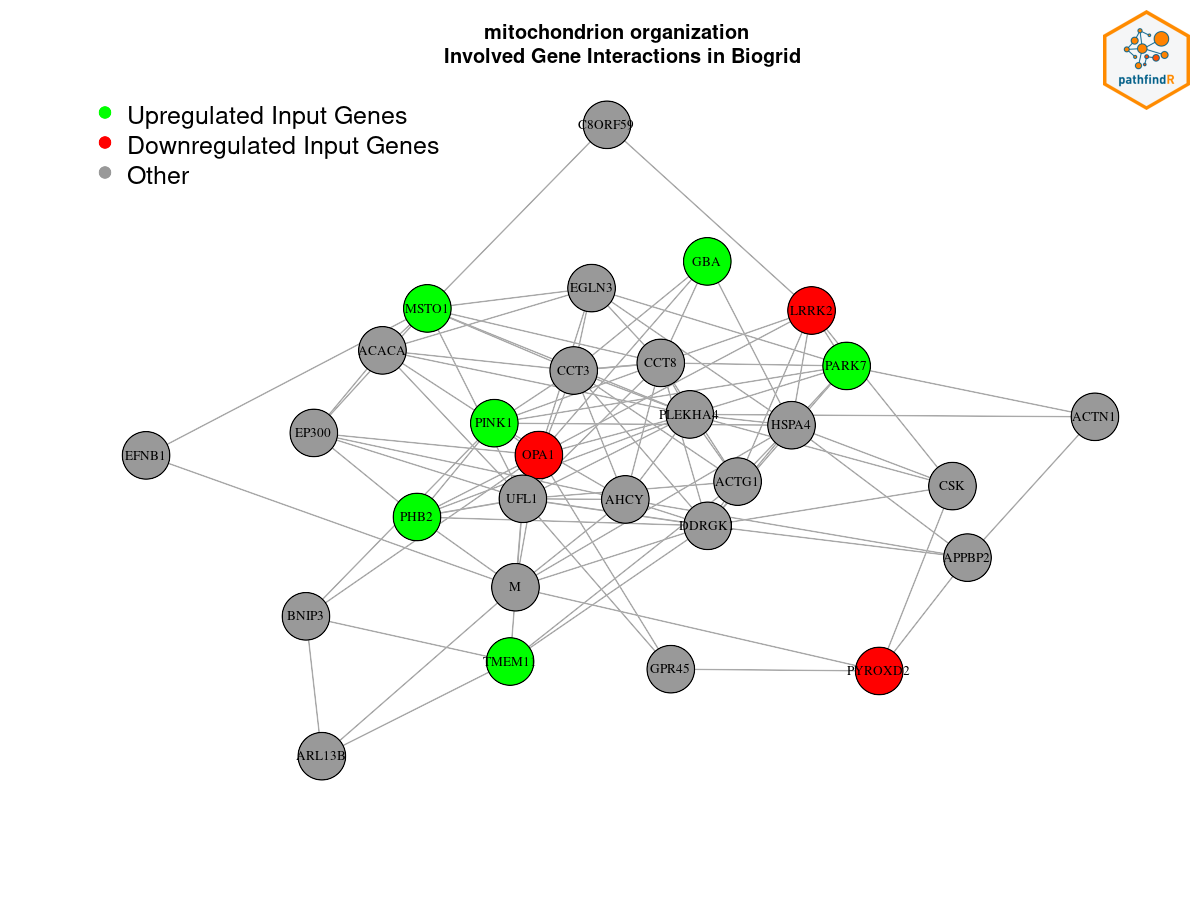 mitochondrion organization
Involved Gene Interactions in Biogrid
pathfindR
Upregulated Input Genes
Downregulated Input Genes
Other
C8ORF59
GBA
EGLN3
MSTO1
LRRK2
ACACA
CCT3
CCT8
PARK7
PLEKHA4
ACTN1
PINK1
HSPA4
EP300
OPA1
EFNB1
ACTG1
CSK
UFL1
AHCY
PHB2
DDRGK
APPBP2
M
BNIP3
TMEM1
GPR45
PYROXD2
ARL13B